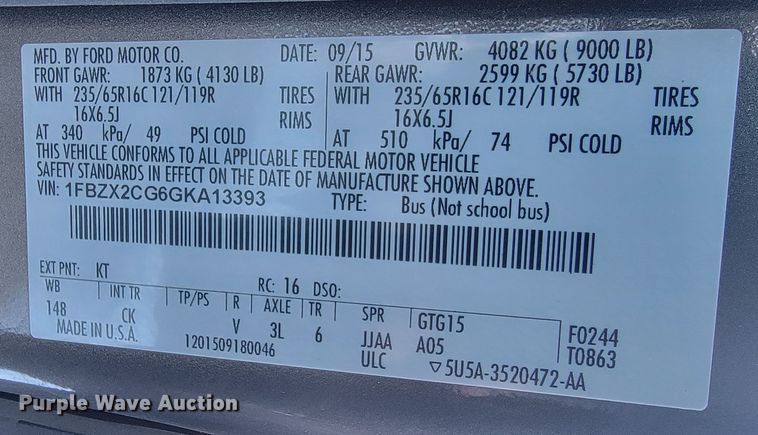 MFD. BY FORD MOTOR CO. DATE: 09/15 GVWR: 4082 KG ( 9000 LB)
FRONT GAWR: 1873 KG ( 4130 LB) REAR GAWR: 2599 KG ( 5730 LB)
WITH 235/65R16C 121/119R TIRES WITH 235/65R16C 121/119R TIRES
16X6.5J RIMS 16X6.5J RIMS
AT 340 kPa/ 49 PSI COLD AT 510 kPa/ 74 PSI COLD
THIS VEHICLE CONFORMS TO ALL APPLICABLE FEDERAL MOTOR VEHICLE
SAFETY STANDARDS IN EFFECT ON THE DATE OF MANUFACTURE SHOWN ABOVE.
VIN: 1FBZX2CG6GKA13393 TYPE: Bus (Not school bus)
EXT PNT: KT RC: 16 DSO:
WB INT TR TP/PS R AXLE TR SPR GTG15 F0244
148 CK V 3L 6 JJAA A05 T0863
MADE IN U.S.A. 1201509180046 ULC ▽5U5A-3520472-AA
Purple Wave Auction